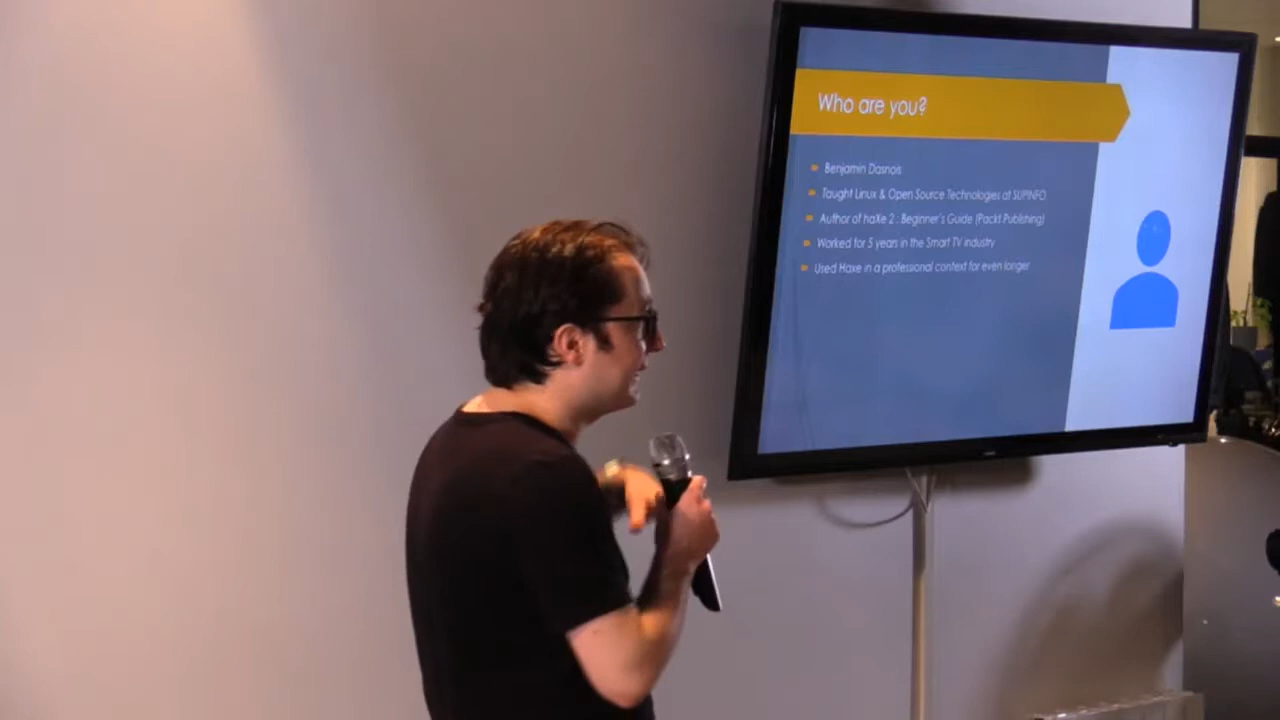 Who are you?
Benjamin Dasnois
Taught Linux & Open Source Technologies at SUPINFO
Author of haXe 2 : Beginner's Guide (Packt Publishing)
Worked for 5 years in the Smart TV industry
Used Haxe in a professional context for even longer